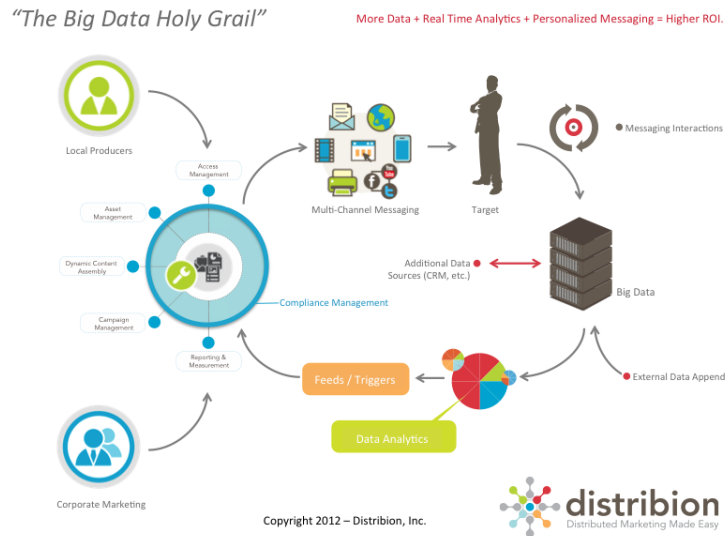 “The Big Data Holy Grail”
More Data + Real Time Analytics + Personalized Messaging = Higher ROI.
Local Producers
Access
Management
Asset
Management
Dynamic Content
Assembly
Campaign
Management
Reporting &
Measurement
Compliance Management
Multi-Channel Messaging
You
Tube
Target
Messaging Interactions
Additional Data
Sources (CRM, etc.)
Big Data
External Data Append
Feeds / Triggers
Data Analytics
Corporate Marketing
Copyright 2012 – Distribion, Inc.
distribion
Distributed Marketing Made Easy